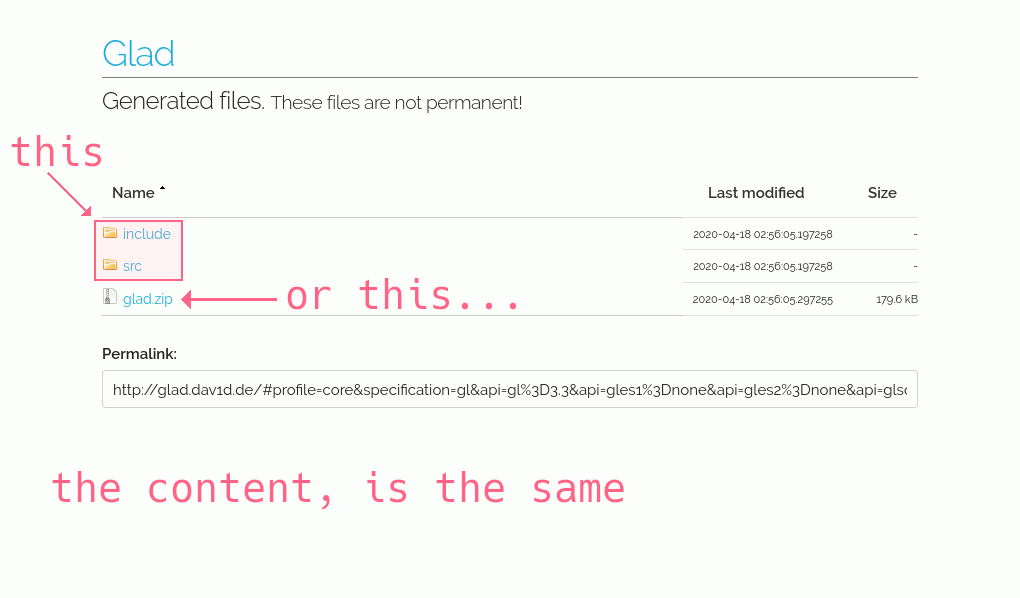 Glad
Generated files. These files are not permanent!
this
Name Last modified Size
include 2020-04-18 02:56:05.197258 -
src 2020-04-18 02:56:05.197258 -
glad.zip or this... 2020-04-18 02:56:05.297255 179.6 kB
Permalink:
http://glad.dav1d.de/#profile=core&specification=gl&api=gl%3D3.3&api=gles1%3Dnone&api=gles2%3Dnone&api=glsc
the content, is the same